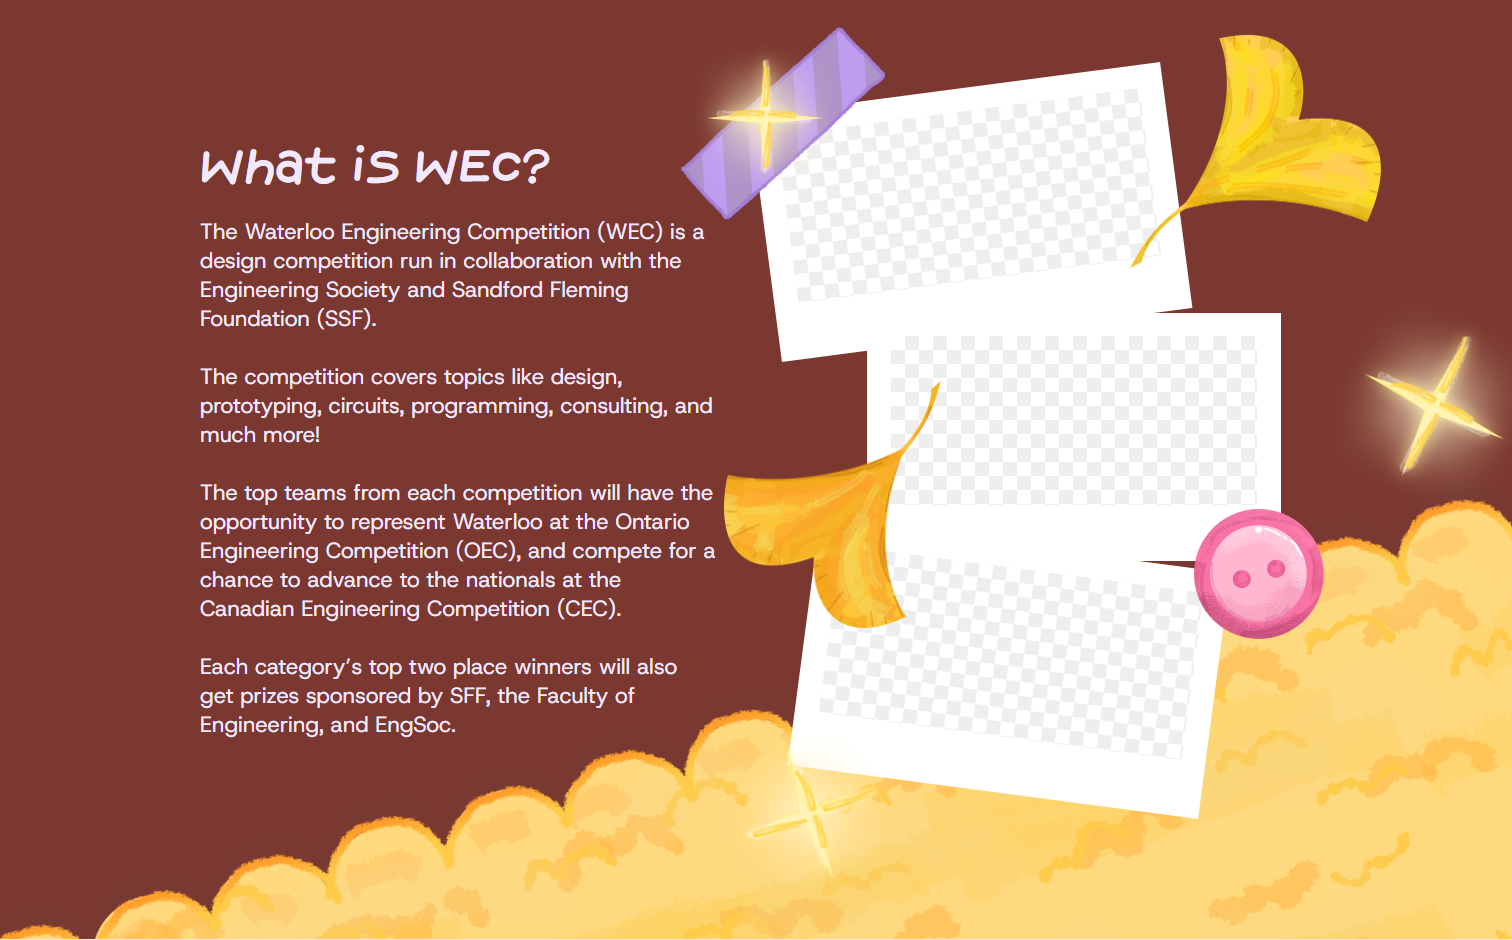 What is WEC?
The Waterloo Engineering Competition (WEC) is a
design competition run in collaboration with the
Engineering Society and Sandford Fleming
Foundation (SSF).
The competition covers topics like design,
prototyping, circuits, programming, consulting, and
much more!
The top teams from each competition will have the
opportunity to represent Waterloo at the Ontario
Engineering Competition (OEC), and compete for a
chance to advance to the nationals at the
Canadian Engineering Competition (CEC).
Each category’s top two place winners will also
get prizes sponsored by SFF, the Faculty of
Engineering, and EngSoc.